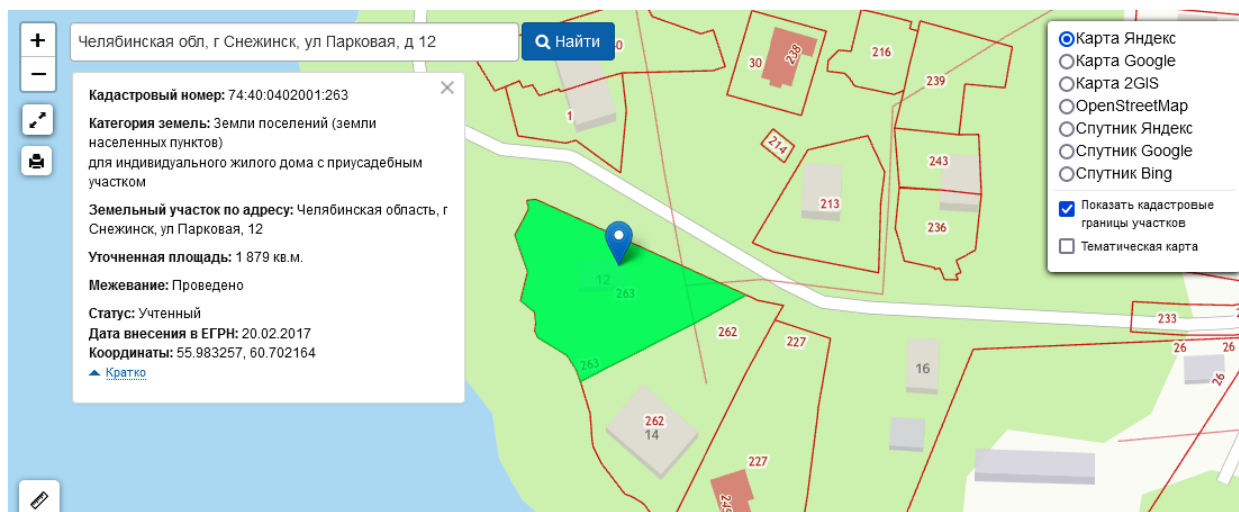 +
−
Челябинская обл, г Снежинск, ул Парковая, д 12
Найти
Кадастровый номер: 74:40:0402001:263
Категория земель: Земли поселений (земли
населенных пунктов)
для индивидуального жилого дома с приусадебным
участком
Земельный участок по адресу: Челябинская область, г
Снежинск, ул Парковая, 12
Уточненная площадь: 1 879 кв.м.
Межевание: Проведено
Статус: Учтенный
Дата внесения в ЕГРН: 20.02.2017
Координаты: 55.983257, 60.702164
Кратко
Карта Яндекс
Карта Google
Карта 2GIS
OpenStreetMap
Спутник Яндекс
Спутник Google
Спутник Bing
Показать кадастровые
границы участков
Тематическая карта
30
238
216
239
1
214
243
213
236
12
263
263
262
227
233
26
26
26
16
262
14
227